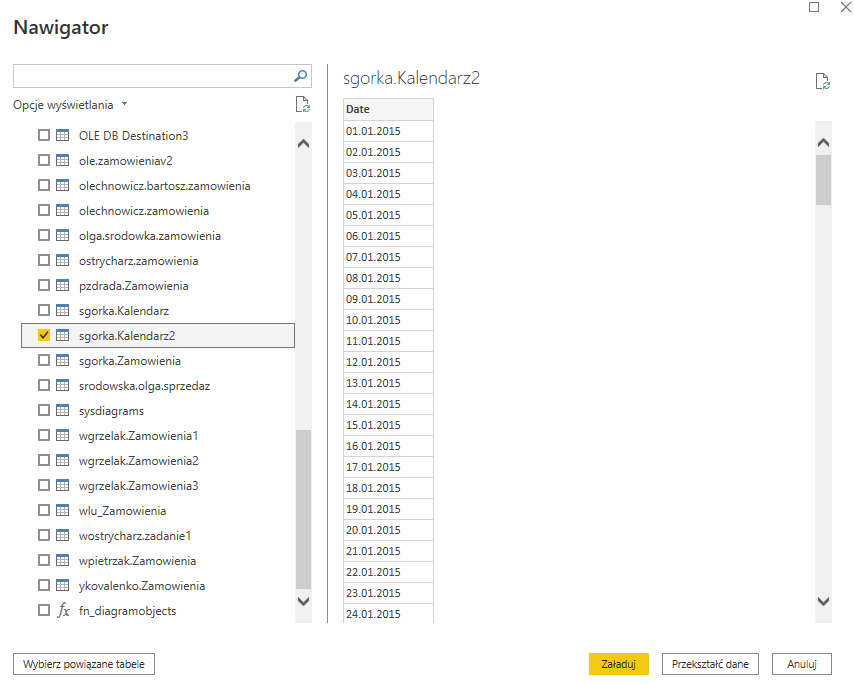 Nawigator
Opcje wyświetlania
OLE DB Destination3
ole.zamowieniav2
olechnowicz.bartosz.zamowienia
olechnowicz.zamowienia
olga.srodowka.zamowienia
ostrycharz.zamowienia
pzdrada.Zamowienia
sgorka.Kalendarz
sgorka.Kalendarz2
sgorka.Zamowienia
srodowska.olga.sprzedaz
sysdiagrams
wgrzelak.Zamowienia1
wgrzelak.Zamowienia2
wgrzelak.Zamowienia3
wlu_Zamowienia
wostrycharz.zadanie1
wpietrzak.Zamowienia
ykovalenko.Zamowienia
fx fn_diagramobjects
sgorka.Kalendarz2
Date
01.01.2015
02.01.2015
03.01.2015
04.01.2015
05.01.2015
06.01.2015
07.01.2015
08.01.2015
09.01.2015
10.01.2015
11.01.2015
12.01.2015
13.01.2015
14.01.2015
15.01.2015
16.01.2015
17.01.2015
18.01.2015
19.01.2015
20.01.2015
21.01.2015
22.01.2015
23.01.2015
24.01.2015
Wybierz powiązane tabele
Załaduj
Przekształć dane
Anuluj